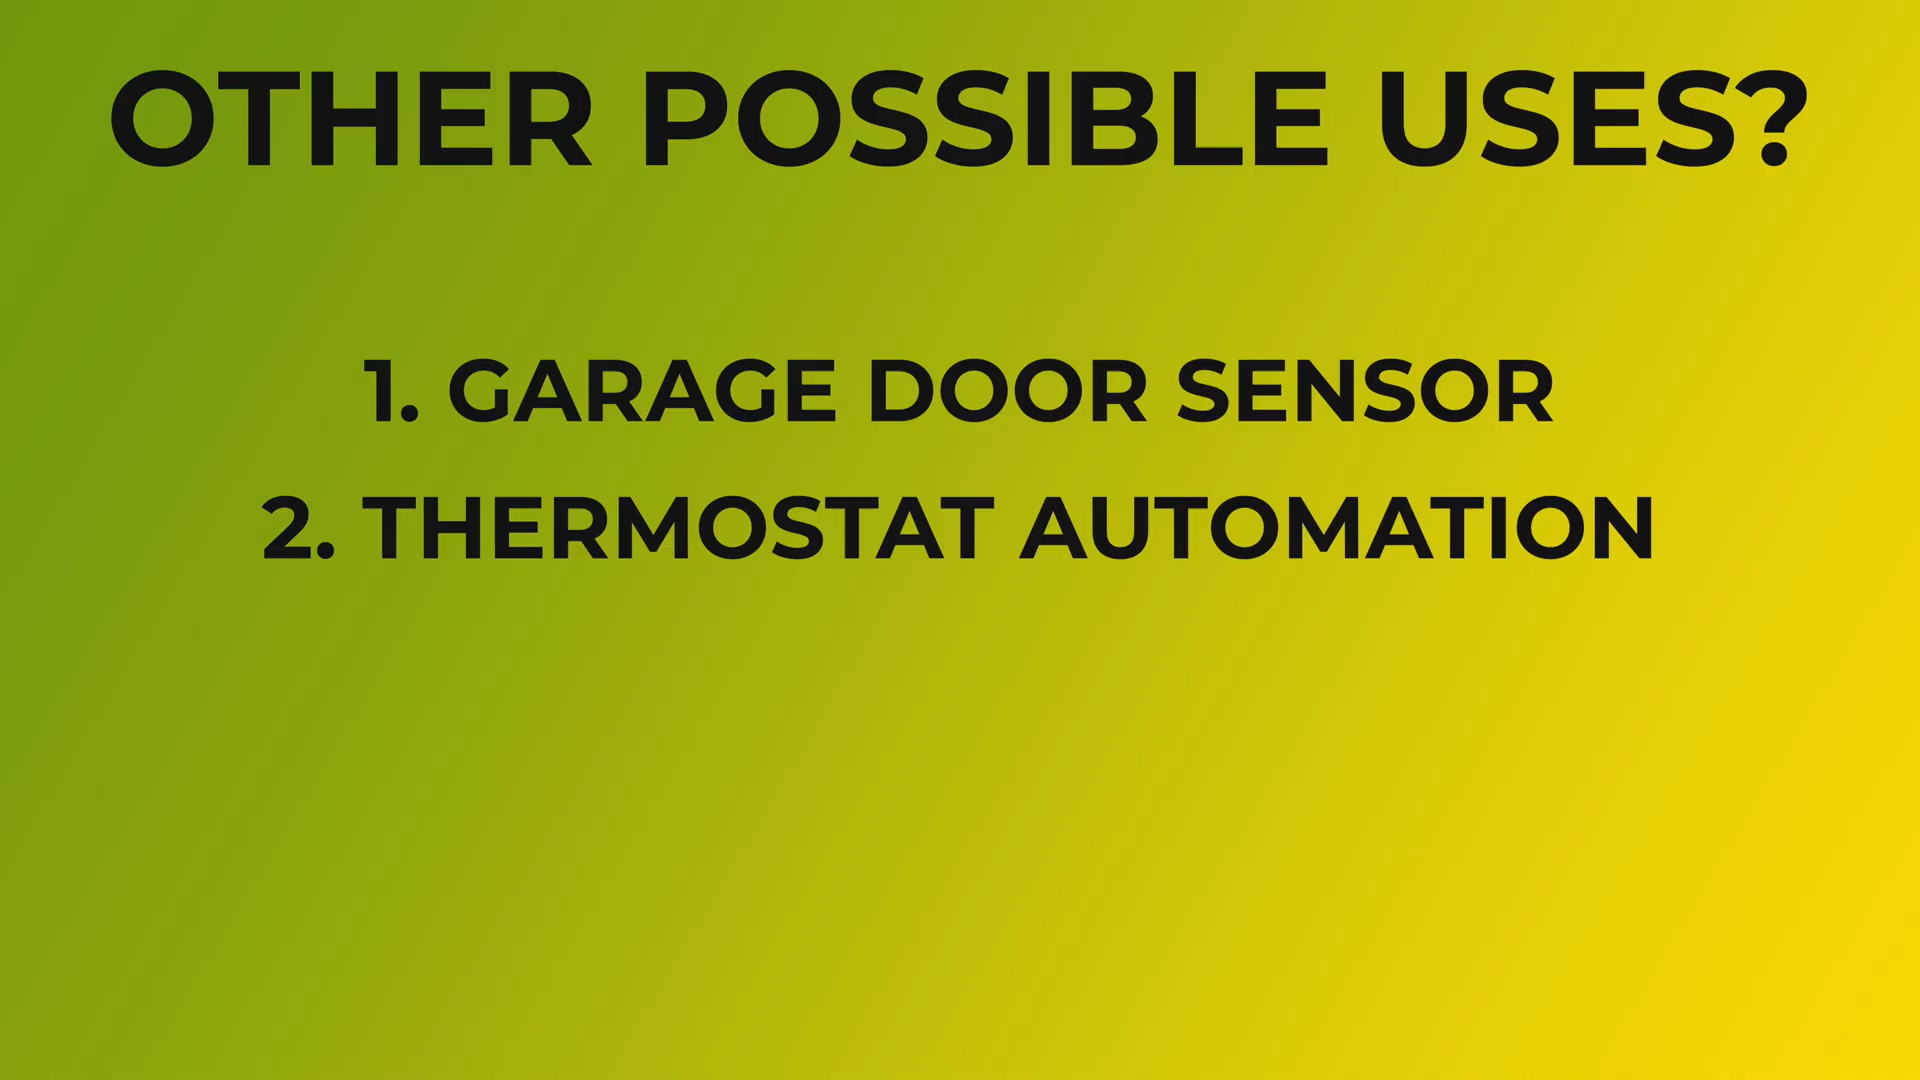 OTHER POSSIBLE USES?
1. GARAGE DOOR SENSOR
2. THERMOSTAT AUTOMATION